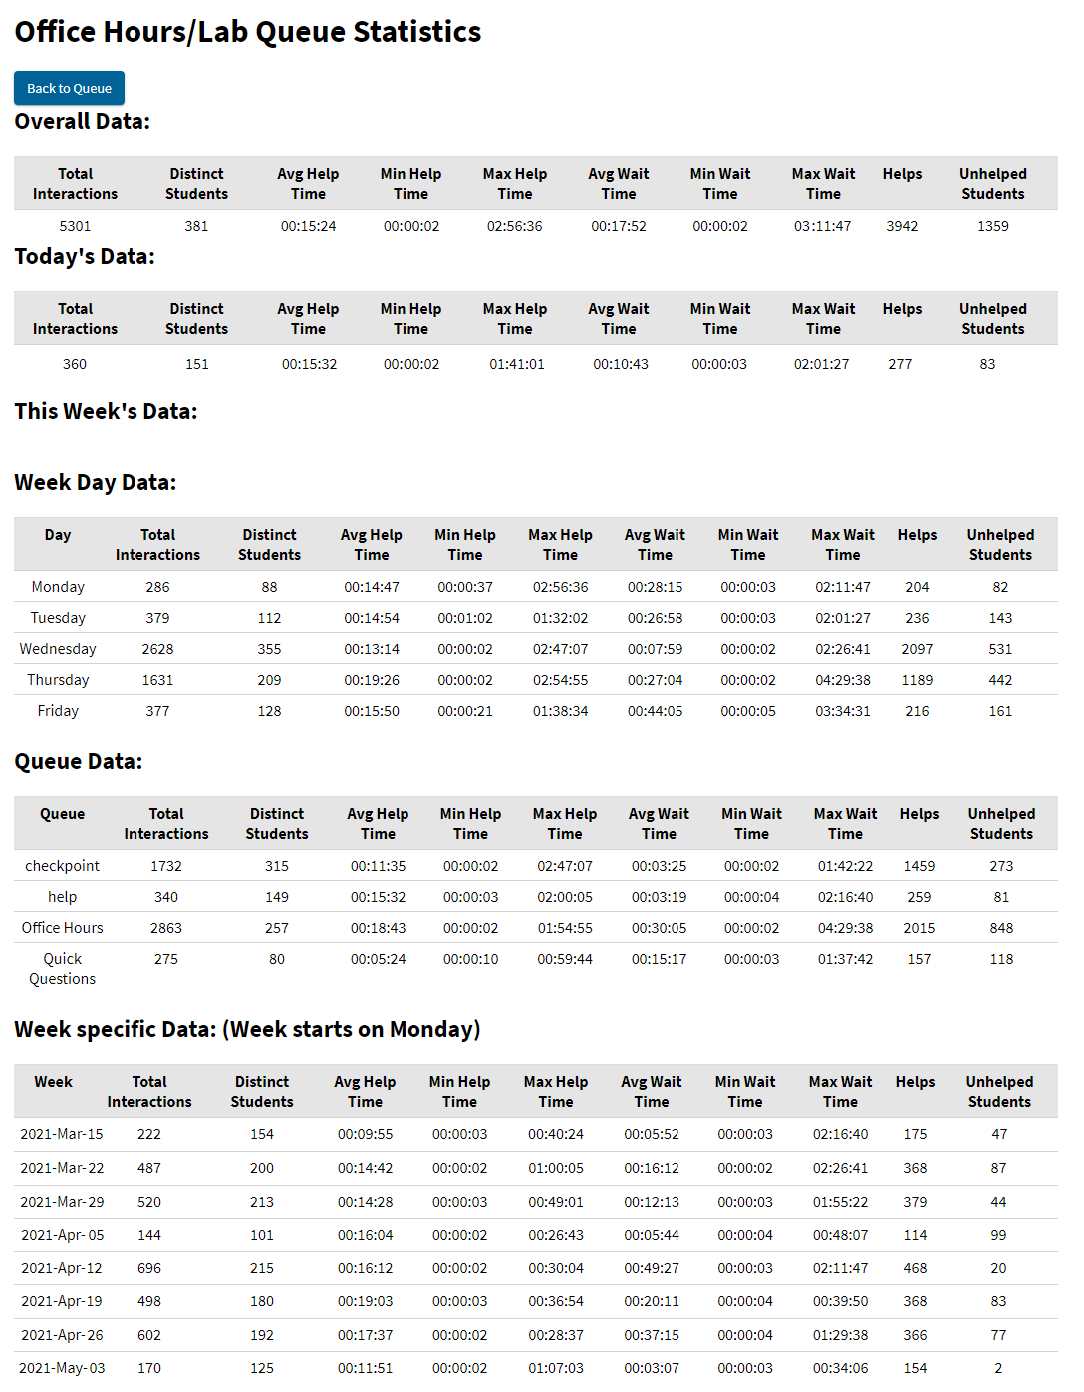 Office Hours/Lab Queue Statistics
Back to Queue
Overall Data:
Total Interactions Distinct Students Avg Help Time Min Help Time Max Help Time Avg Wait Time Min Wait Time Max Wait Time Helps Unhelped Students
5301 381 00:15:24 00:00:02 02:56:36 00:17:52 00:00:02 03:11:47 3942 1359
Today's Data:
Total Interactions Distinct Students Avg Help Time Min Help Time Max Help Time Avg Wait Time Min Wait Time Max Wait Time Helps Unhelped Students
360 151 00:15:32 00:00:02 01:41:01 00:10:43 00:00:03 02:01:27 277 83
This Week's Data:
Week Day Data:
Day Total Interactions Distinct Students Avg Help Time Min Help Time Max Help Time Avg Wait Time Min Wait Time Max Wait Time Helps Unhelped Students
Monday 286 88 00:14:47 00:00:37 02:56:36 00:28:15 00:00:03 02:11:47 204 82
Tuesday 379 112 00:14:54 00:01:02 01:32:02 00:26:58 00:00:03 02:01:27 236 143
Wednesday 2628 355 00:13:14 00:00:02 02:47:07 00:07:59 00:00:02 02:26:41 2097 531
Thursday 1631 209 00:19:26 00:00:02 02:54:55 00:27:04 00:00:02 04:29:38 1189 442
Friday 377 128 00:15:50 00:00:21 01:38:34 00:44:05 00:00:05 03:34:31 216 161
Queue Data:
Queue Total Interactions Distinct Students Avg Help Time Min Help Time Max Help Time Avg Wait Time Min Wait Time Max Wait Time Helps Unhelped Students
checkpoint 1732 315 00:11:35 00:00:02 02:47:07 00:03:25 00:00:02 01:42:22 1459 273
help 340 149 00:15:32 00:00:03 02:00:05 00:03:19 00:00:04 02:16:40 259 81
Office Hours 2863 257 00:18:43 00:00:02 01:54:55 00:30:05 00:00:02 04:29:38 2015 848
Quick Questions 275 80 00:05:24 00:00:10 00:59:44 00:15:17 00:00:03 01:37:42 157 118
Week specific Data: (Week starts on Monday)
Week Total Interactions Distinct Students Avg Help Time Min Help Time Max Help Time Avg Wait Time Min Wait Time Max Wait Time Helps Unhelped Students
2021-Mar-15 222 154 00:09:55 00:00:03 00:40:24 00:05:52 00:00:03 02:16:40 175 47
2021-Mar-22 487 200 00:14:42 00:00:02 01:00:05 00:16:12 00:00:02 02:26:41 368 87
2021-Mar-29 520 213 00:14:28 00:00:03 00:49:01 00:12:13 00:00:03 01:55:22 379 44
2021-Apr-05 144 101 00:16:04 00:00:02 00:26:43 00:05:44 00:00:04 00:48:07 114 99
2021-Apr-12 696 215 00:16:12 00:00:02 00:30:04 00:49:27 00:00:03 02:11:47 468 20
2021-Apr-19 498 180 00:19:03 00:00:03 00:36:54 00:20:11 00:00:04 00:39:50 368 83
2021-Apr-26 602 192 00:17:37 00:00:02 00:28:37 00:37:15 00:00:04 01:29:38 366 77
2021-May-03 170 125 00:11:51 00:00:02 01:07:03 00:03:07 00:00:03 00:34:06 154 2